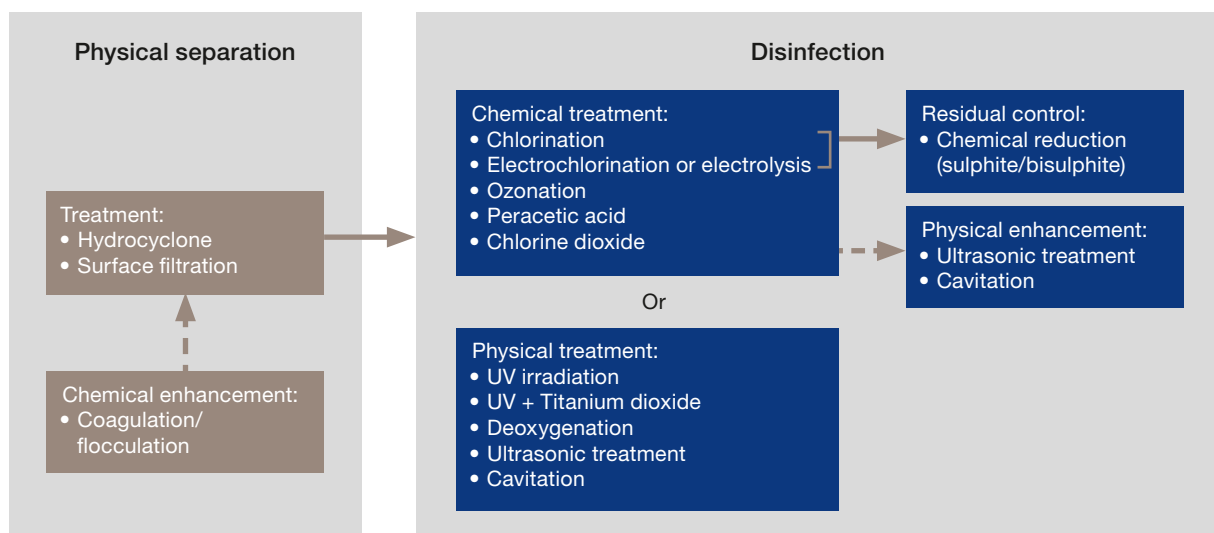 Physical separation
Treatment:
• Hydrocyclone
• Surface filtration
Chemical enhancement:
• Coagulation/
flocculation
Disinfection
Chemical treatment:
• Chlorination
• Electrochlorination or electrolysis
• Ozonation
• Peracetic acid
• Chlorine dioxide
Or
Physical treatment:
• UV irradiation
• UV + Titanium dioxide
• Deoxygenation
• Ultrasonic treatment
• Cavitation
Residual control:
• Chemical reduction
(sulphite/bisulphite)
Physical enhancement:
• Ultrasonic treatment
• Cavitation